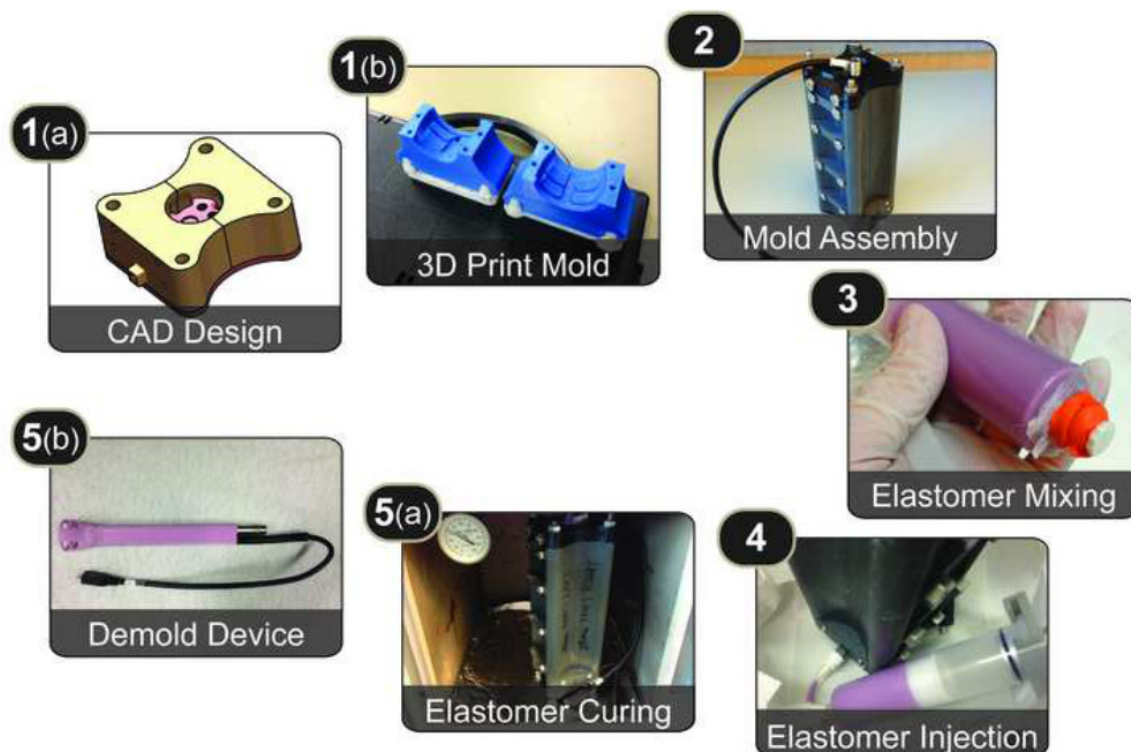 1(a)
CAD Design
1(b)
3D Print Mold
2
Mold Assembly
3
Elastomer Mixing
4
Elastomer Injection
5(a)
Elastomer Curing
5(b)
Demold Device